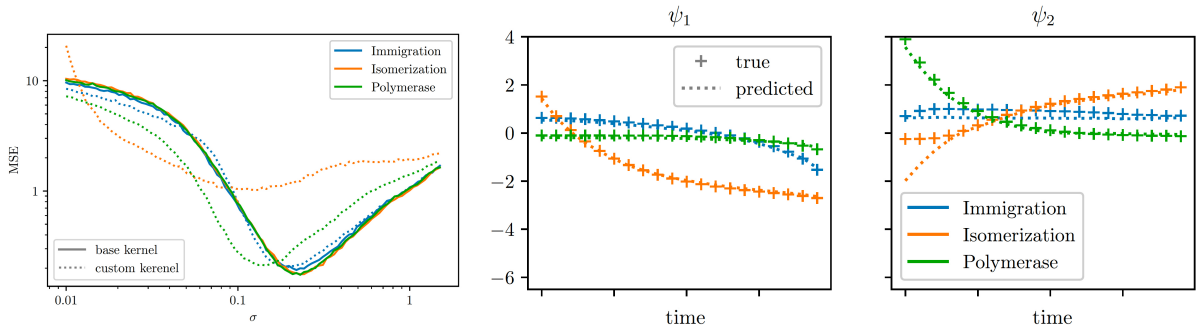 MSE
10
1
0.01
0.1
1
σ
Immigration
Isomerization
Polymerase
base kernel
custom kerenel
ψ1
4
2
0
−2
−4
−6
true
predicted
time
ψ2
Immigration
Isomerization
Polymerase
time